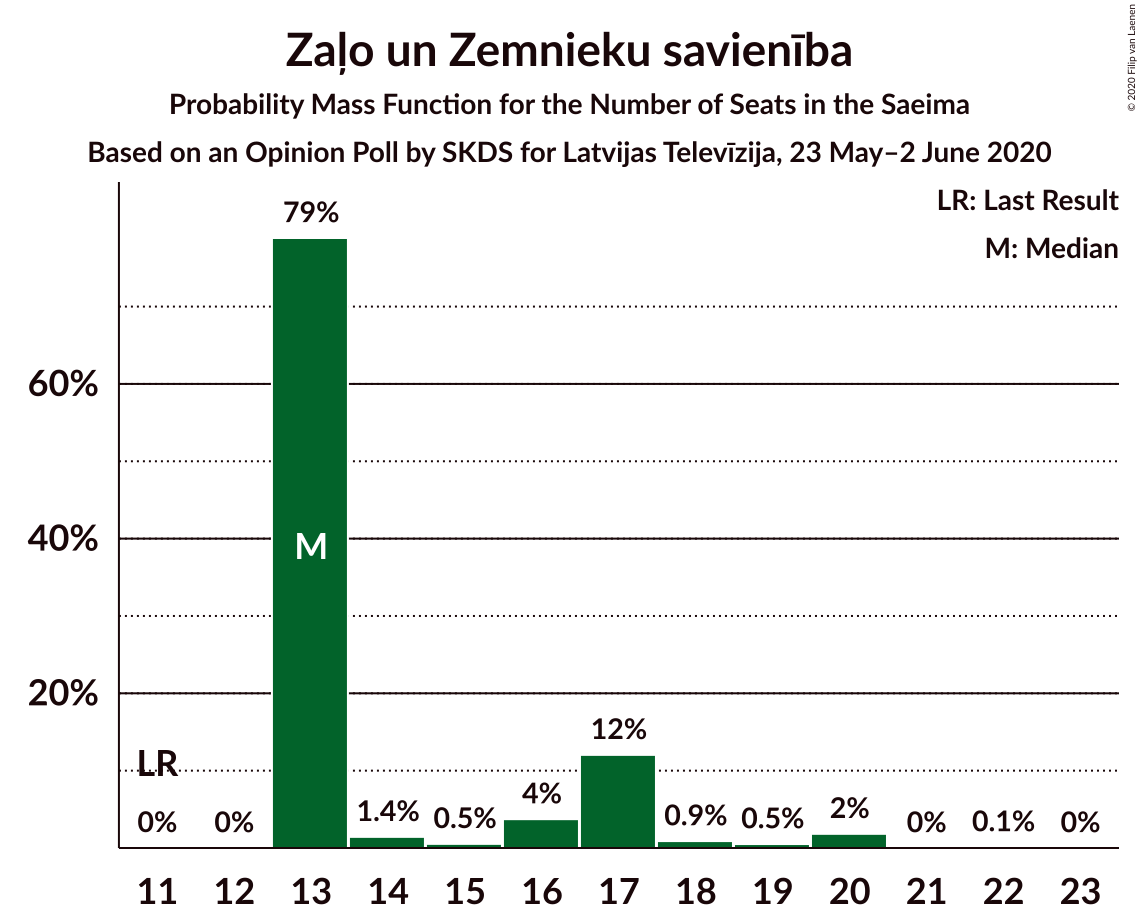 Zaļo un Zemnieku savienība
Probability Mass Function for the Number of Seats in the Saeima
Based on an Opinion Poll by SKDS for Latvijas Televīzija, 23 May–2 June 2020
© 2020 Filip van Laenen
LR: Last Result
M: Median
79%
60%
40%
M
20%
12%
LR
4%
2%
1.4%
0.9%
0.5%
0.5%
0.1%
0%
0%
0%
0%
11 12 13 14 15 16 17 18 19 20 21 22 23